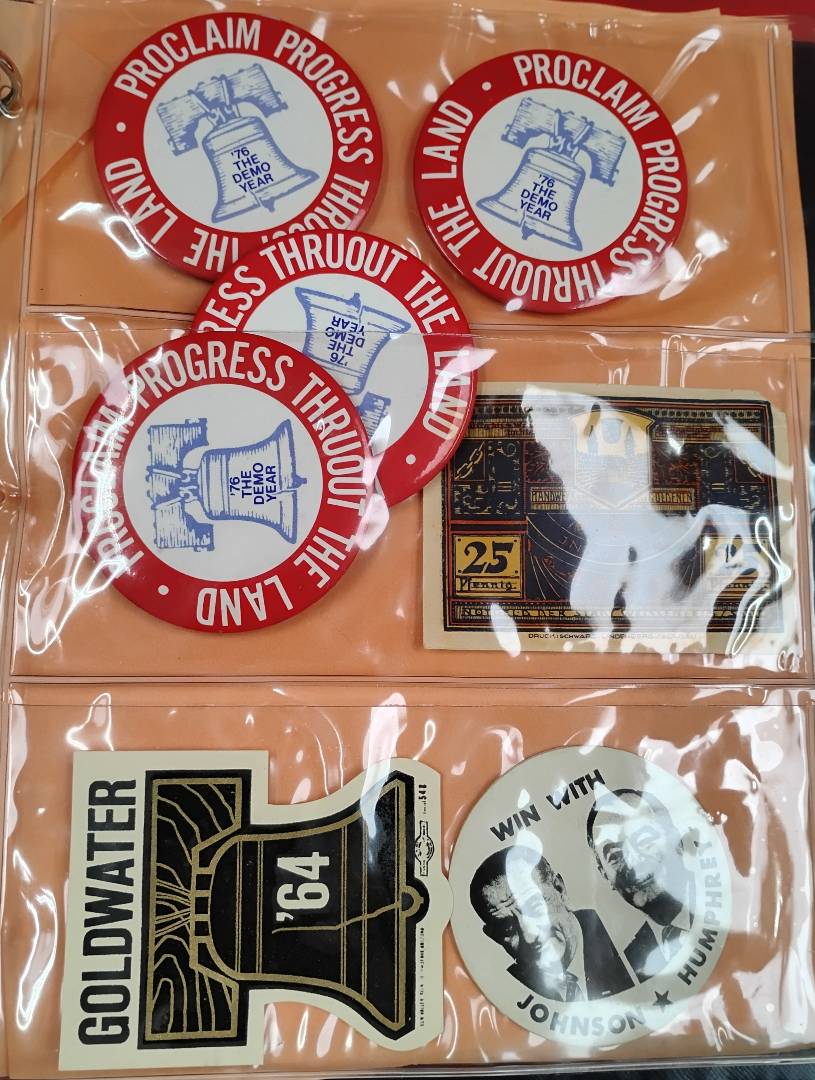 PROCLAIM PROGRESS THRUOUT THE LAND •
'76
THE
DEMO
YEAR
PROCLAIM PROGRESS THRUOUT THE LAND •
'76
THE
DEMO
YEAR
RESS THRUOUT THE LAND •
'76
THE
DEMO
YEAR
PROCLAIM PROGRESS THRUOUT THE LAND •
'76
THE
DEMO
YEAR
25
Pfennig
GOLDWATER
'64
WIN WITH
JOHNSON ★ HUMPHREY